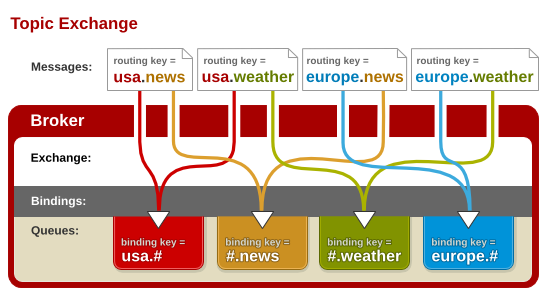 Topic Exchange
Messages:
routing key =
usa.news
routing key =
usa.weather
routing key =
europe.news
routing key =
europe.weather
Broker
Exchange:
Bindings:
Queues:
binding key =
usa.#
binding key =
#.news
binding key =
#.weather
binding key =
europe.#